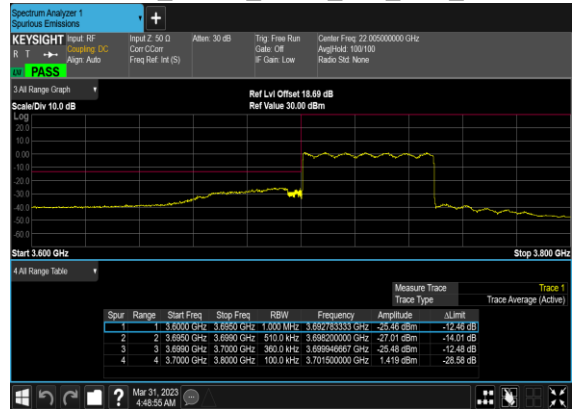 Spectrum Analyzer 1
Spurious Emissions
+
KEYSIGHT Input: RF Input Z: 50 Ω Atten: 30 dB Trig: Free Run Center Freq: 22.005000000 GHz
R T Coupling: DC Corr CCorr Gate: Off Avg|Hold: 100/100
Align: Auto Freq Ref: Int (S) IF Gain: Low Radio Std: None
LW PASS
3 All Range Graph
Ref Lvl Offset 18.69 dB
Scale/Div 10.0 dB Ref Value 30.00 dBm
Log
20.0
10.0
0.00
-10.0
-20.0
-30.0
-40.0
-50.0
-60.0
Start 3.600 GHz Stop 3.800 GHz
4 All Range Table
Measure Trace Trace 1
Trace Type Trace Average (Active)
Spur Range Start Freq Stop Freq RBW Frequency Amplitude ΔLimit
1 1 3.6000 GHz 3.6950 GHz 1.000 MHz 3.692783333 GHz -25.46 dBm -12.46 dB
2 2 3.6950 GHz 3.6990 GHz 510.0 kHz 3.698200000 GHz -27.01 dBm -14.01 dB
3 3 3.6990 GHz 3.7000 GHz 360.0 kHz 3.699946667 GHz -25.48 dBm -12.48 dB
4 4 3.7000 GHz 3.8000 GHz 100.0 kHz 3.701500000 GHz 1.419 dBm -28.58 dB
? Mar 31, 2023
4:48:55 AM